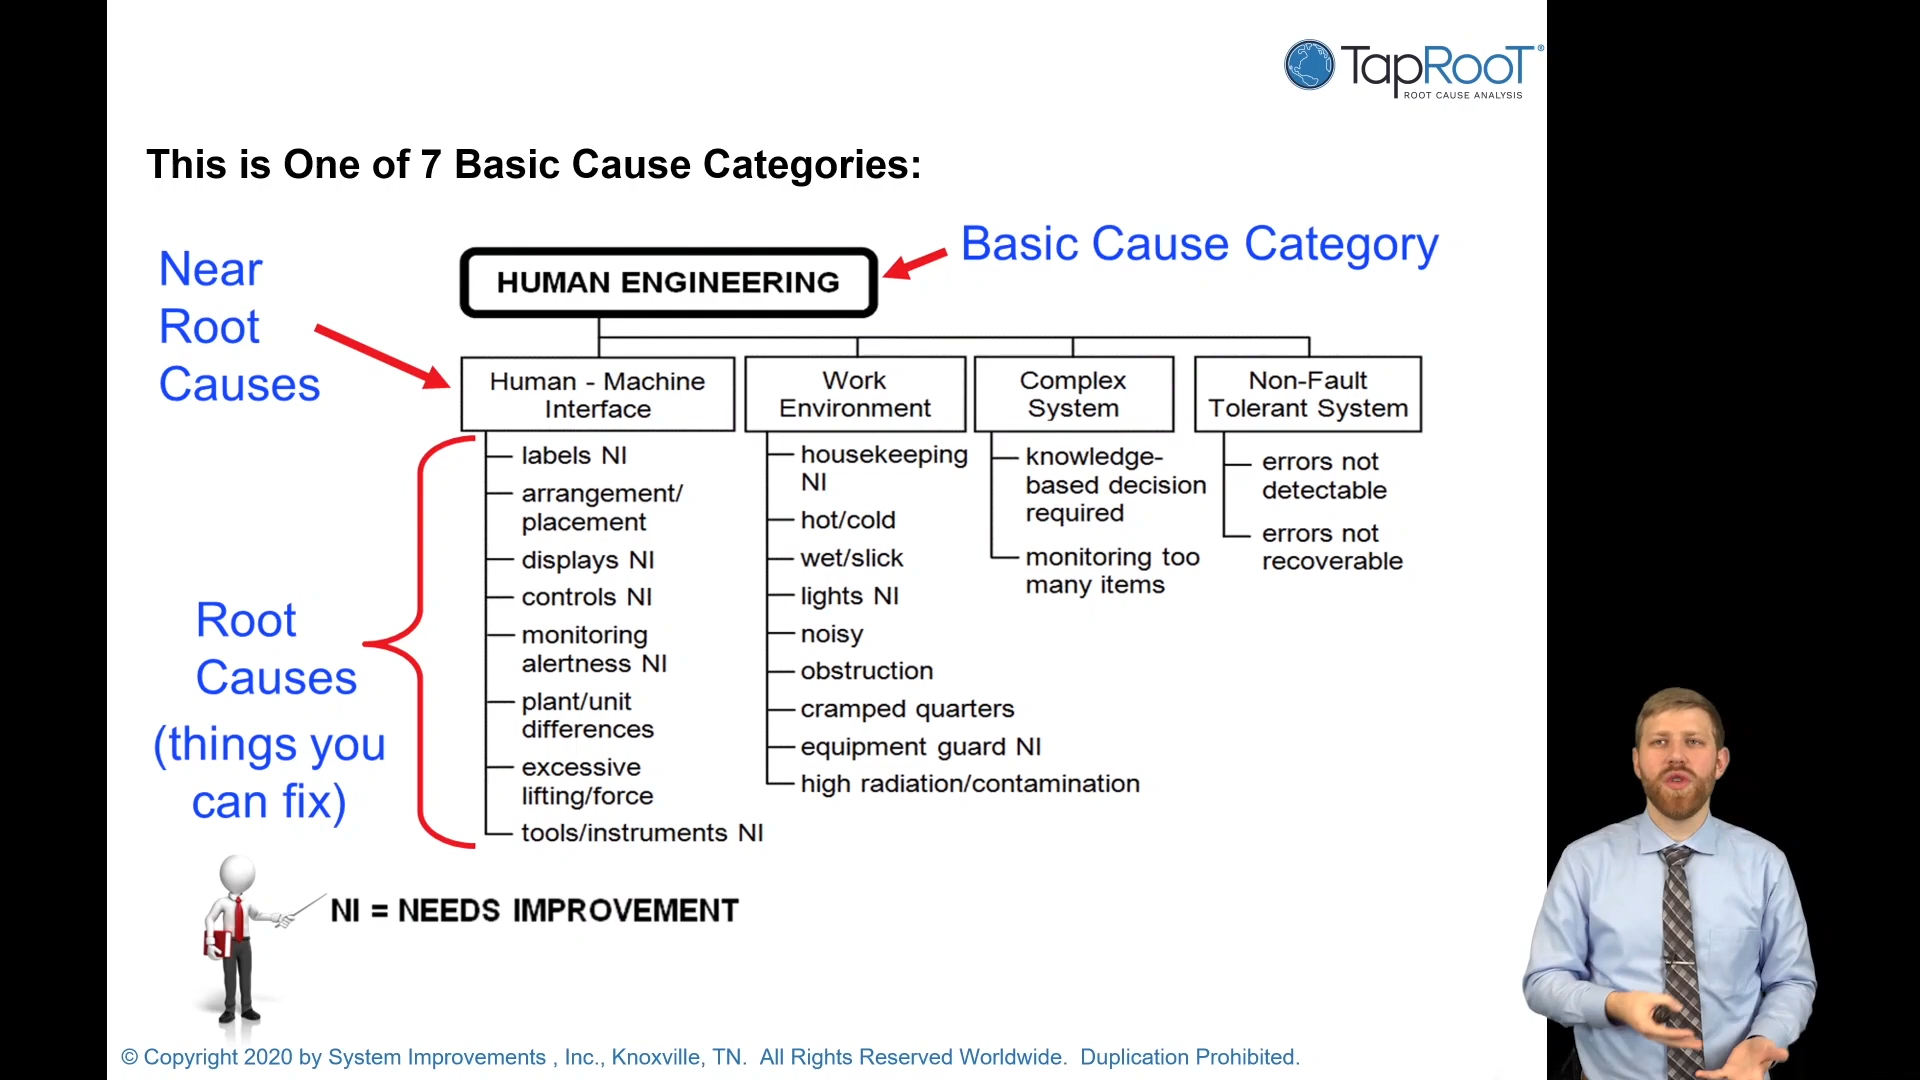 TapRooT®
ROOT CAUSE ANALYSIS
This is One of 7 Basic Cause Categories:
Near
Root
Causes
Basic Cause Category
HUMAN ENGINEERING
Human - Machine
Interface
labels NI
arrangement/
placement
displays NI
controls NI
monitoring
alertness NI
plant/unit
differences
excessive
lifting/force
tools/instruments NI
Work
Environment
housekeeping
NI
hot/cold
wet/slick
lights NI
noisy
obstruction
cramped quarters
equipment guard NI
high radiation/contamination
Complex
System
knowledge-
based decision
required
monitoring too
many items
Non-Fault
Tolerant System
errors not
detectable
errors not
recoverable
Root
Causes
(things you
can fix)
NI = NEEDS IMPROVEMENT
© Copyright 2020 by System Improvements , Inc., Knoxville, TN. All Rights Reserved Worldwide. Duplication Prohibited.